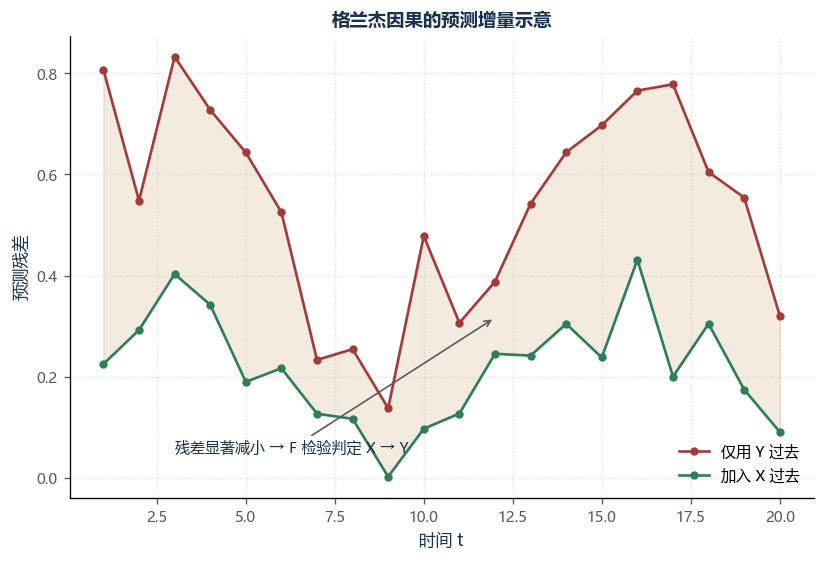 格兰杰因果的预测增量示意
预测残差
0.8
0.6
0.4
0.2
0.0
残差显著减小 → F 检验判定 X → Y
仅用 Y 过去
加入 X 过去
2.5 5.0 7.5 10.0 12.5 15.0 17.5 20.0
时间 t